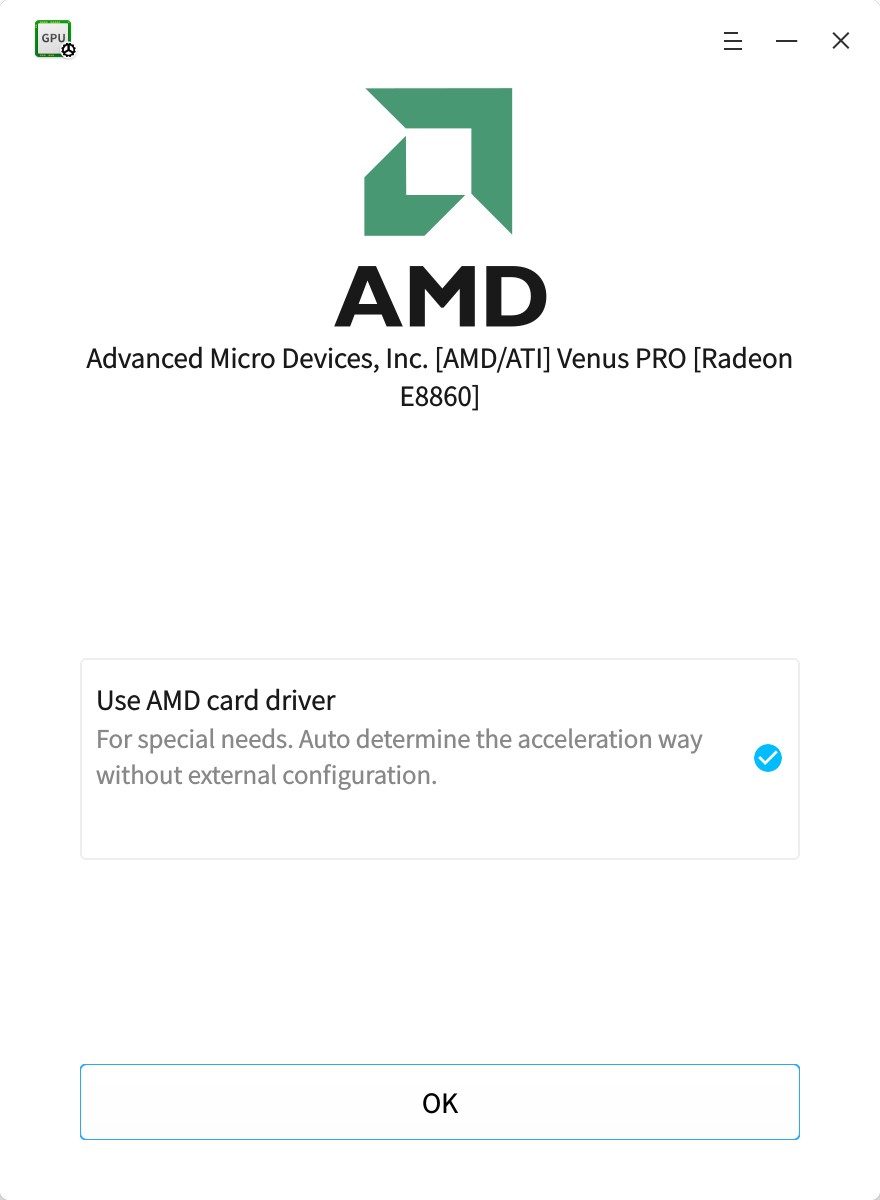 GPU
AMD
Advanced Micro Devices, Inc. [AMD/ATI] Venus PRO [Radeon
E8860]
Use AMD card driver
For special needs. Auto determine the acceleration way
without external configuration.
OK